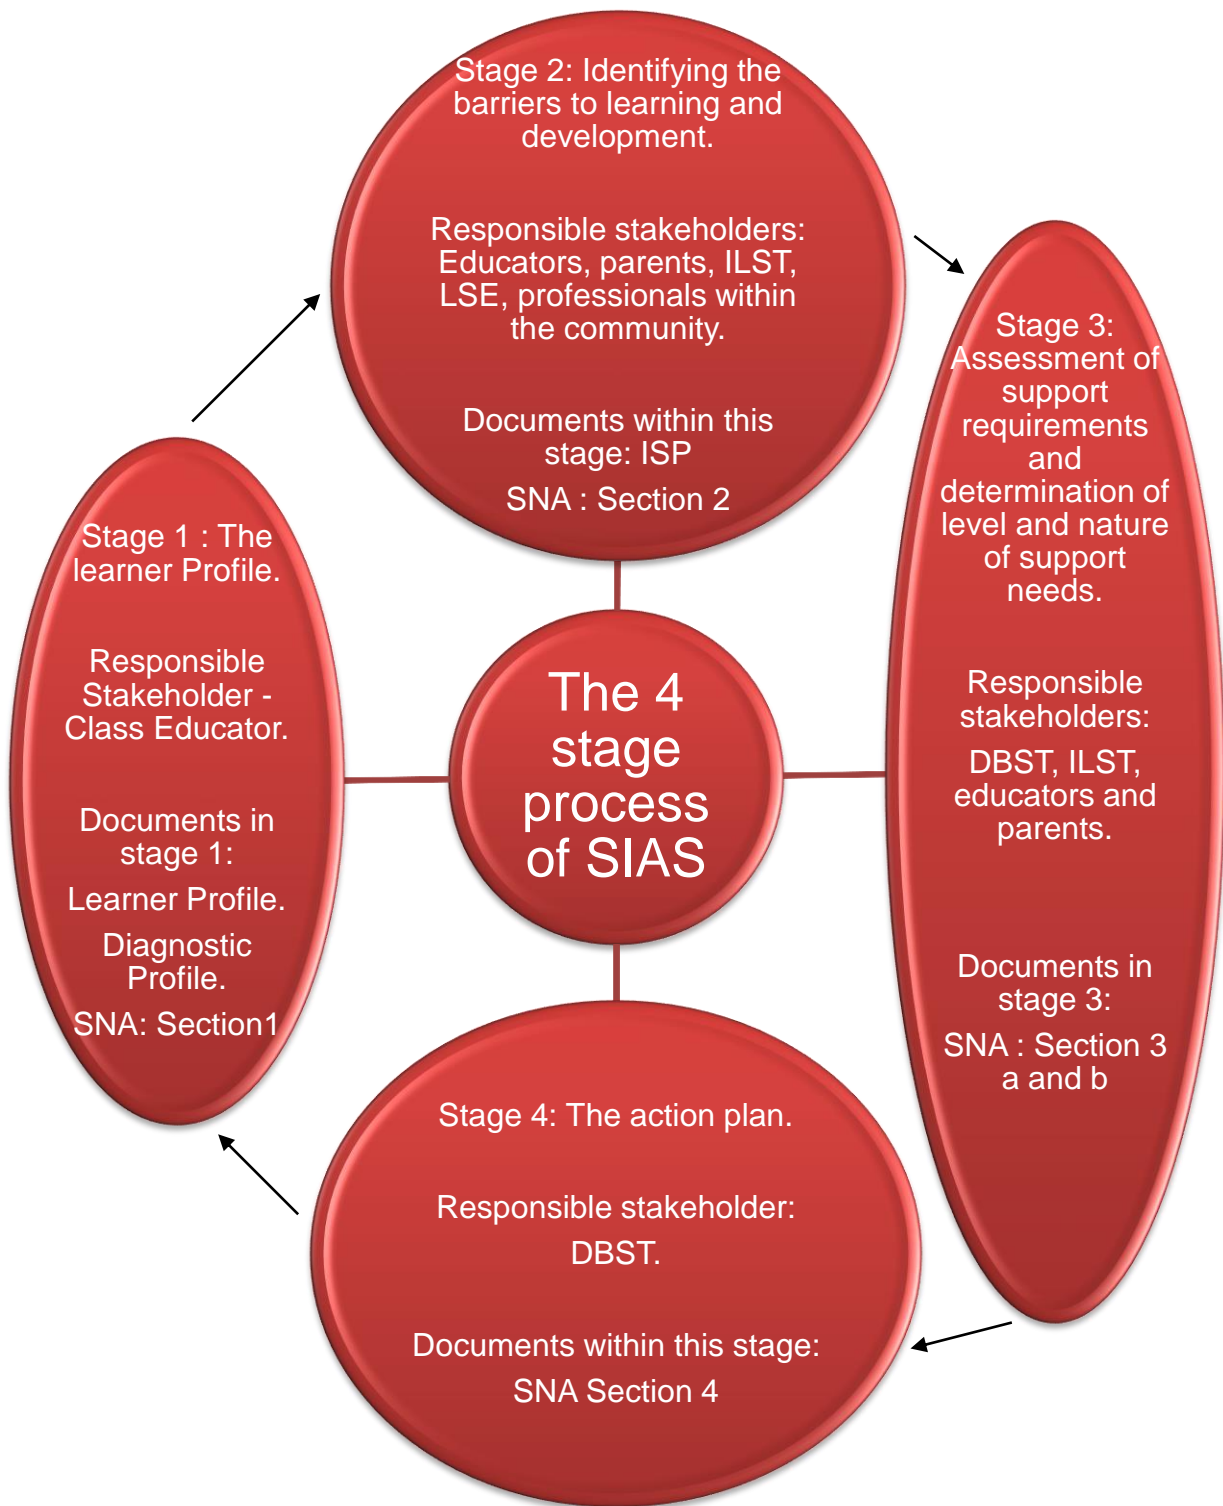 Stage 2: Identifying the
barriers to learning and
development.
Responsible stakeholders:
Educators, parents, ILST,
LSE, professionals within
the community.
Documents within this
stage: ISP
SNA : Section 2
Stage 3:
Assessment of
support
requirements
and
determination of
level and nature
of support
needs.
Responsible
stakeholders:
DBST, ILST,
educators and
parents.
Documents in
stage 3:
SNA : Section 3
a and b
Stage 1 : The
learner Profile.
Responsible
Stakeholder -
Class Educator.
Documents in
stage 1:
Learner Profile.
Diagnostic
Profile.
SNA: Section1
The 4
stage
process
of SIAS
Stage 4: The action plan.
Responsible stakeholder:
DBST.
Documents within this stage:
SNA Section 4